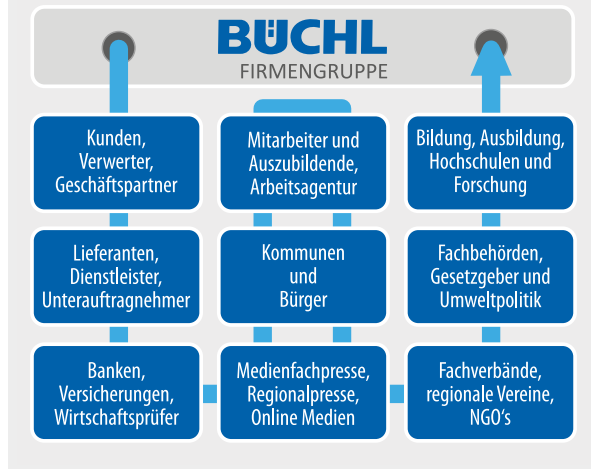 BÜCHL
FIRMENGRUPPE
Kunden,
Verwerter,
Geschäftspartner
Mitarbeiter und
Auszubildende,
Arbeitsagentur
Bildung, Ausbildung,
Hochschulen und
Forschung
Lieferanten,
Dienstleister,
Unterauftragnehmer
Kommunen
und
Bürger
Fachbehörden,
Gesetzgeber und
Umweltpolitik
Banken,
Versicherungen,
Wirtschaftsprüfer
Medienfachpresse,
Regionalpresse,
Online Medien
Fachverbände,
regionale Vereine,
NGO‘s